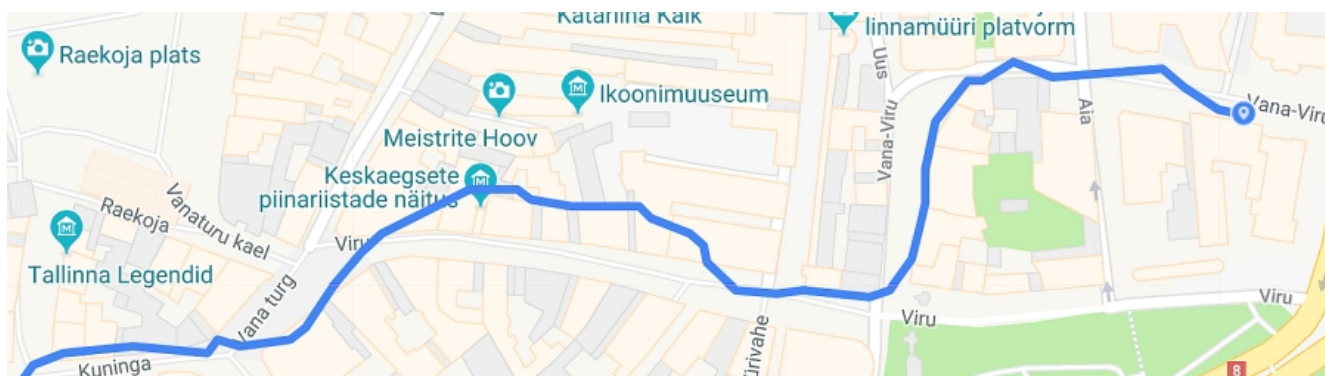 Katariina Käik
linnamüüri platvorm
Raekoja plats
Uus
Ikoonimuuseum
Vana-Viru
Aia
Vana-Viru
Meistrite Hoov
Keskaegsete
piinariistade näitus
Vanaturu kael
Raekoja
Viru
Tallinna Legendid
Vana turg
Viru
Viru
Kuninga
8